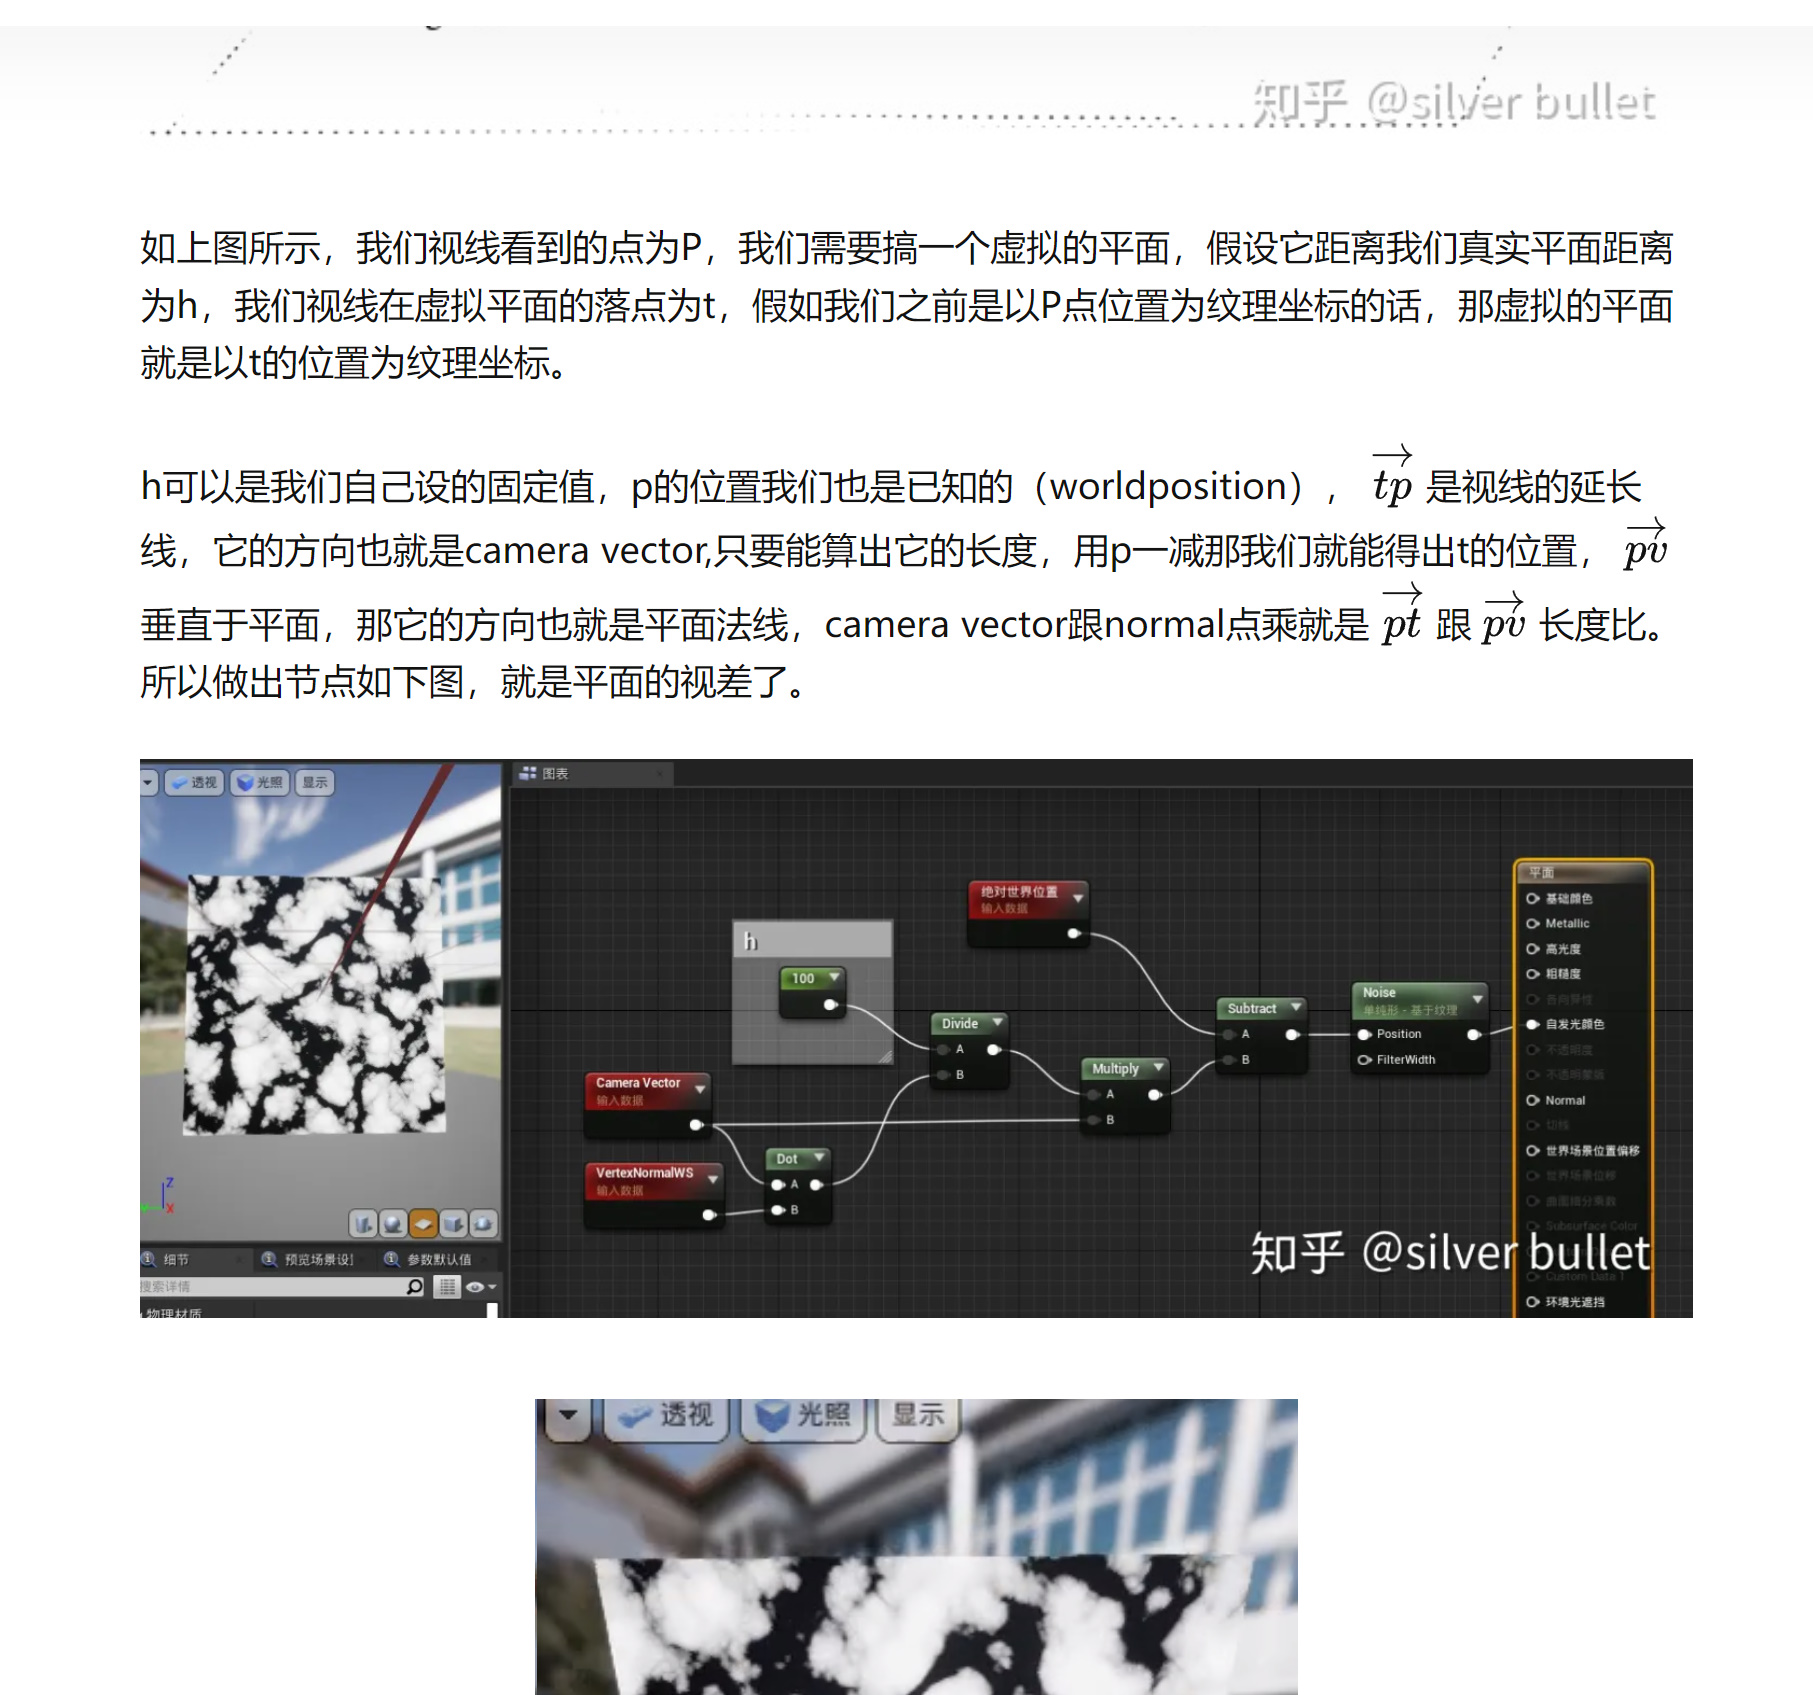 知乎 @silver bullet
如上图所示，我们视线看到的点为P，我们需要搞一个虚拟的平面，假设它距离我们真实平面距离
为h，我们视线在虚拟平面的落点为t，假如我们之前是以P点位置为纹理坐标的话，那虚拟的平面
就是以t的位置为纹理坐标。
h可以是我们自己设的固定值，p的位置我们也是已知的（worldposition）， $\overrightarrow{tp}$ 是视线的延长
线，它的方向也就是camera vector,只要能算出它的长度，用p一减那我们就能得出t的位置， $\overrightarrow{pv}$
垂直于平面，那它的方向也就是平面法线，camera vector跟normal点乘就是 $\overrightarrow{pt}$ 跟 $\overrightarrow{pv}$ 长度比。
所以做出节点如下图，就是平面的视差了。
透视 光照 显示
图表
平面
基础颜色
Metallic
高光度
粗糙度
各向异性
自发光颜色
不透明度
不透明蒙版
Normal
切线
世界场景位置偏移
世界场景位移
曲面细分乘数
Subsurface Color
Custom Data 1
环境光遮挡
绝对世界位置
输入数据
h
100
Divide
A
B
Camera Vector
输入数据
VertexNormalWS
输入数据
Dot
A
B
Multiply
A
B
Subtract
A
B
Noise
单纯形 - 基于纹理
Position
FilterWidth
Z
X
细节 预览场景设 参数默认值
搜索详情
物理材质
知乎 @silver bullet
透视 光照 显示